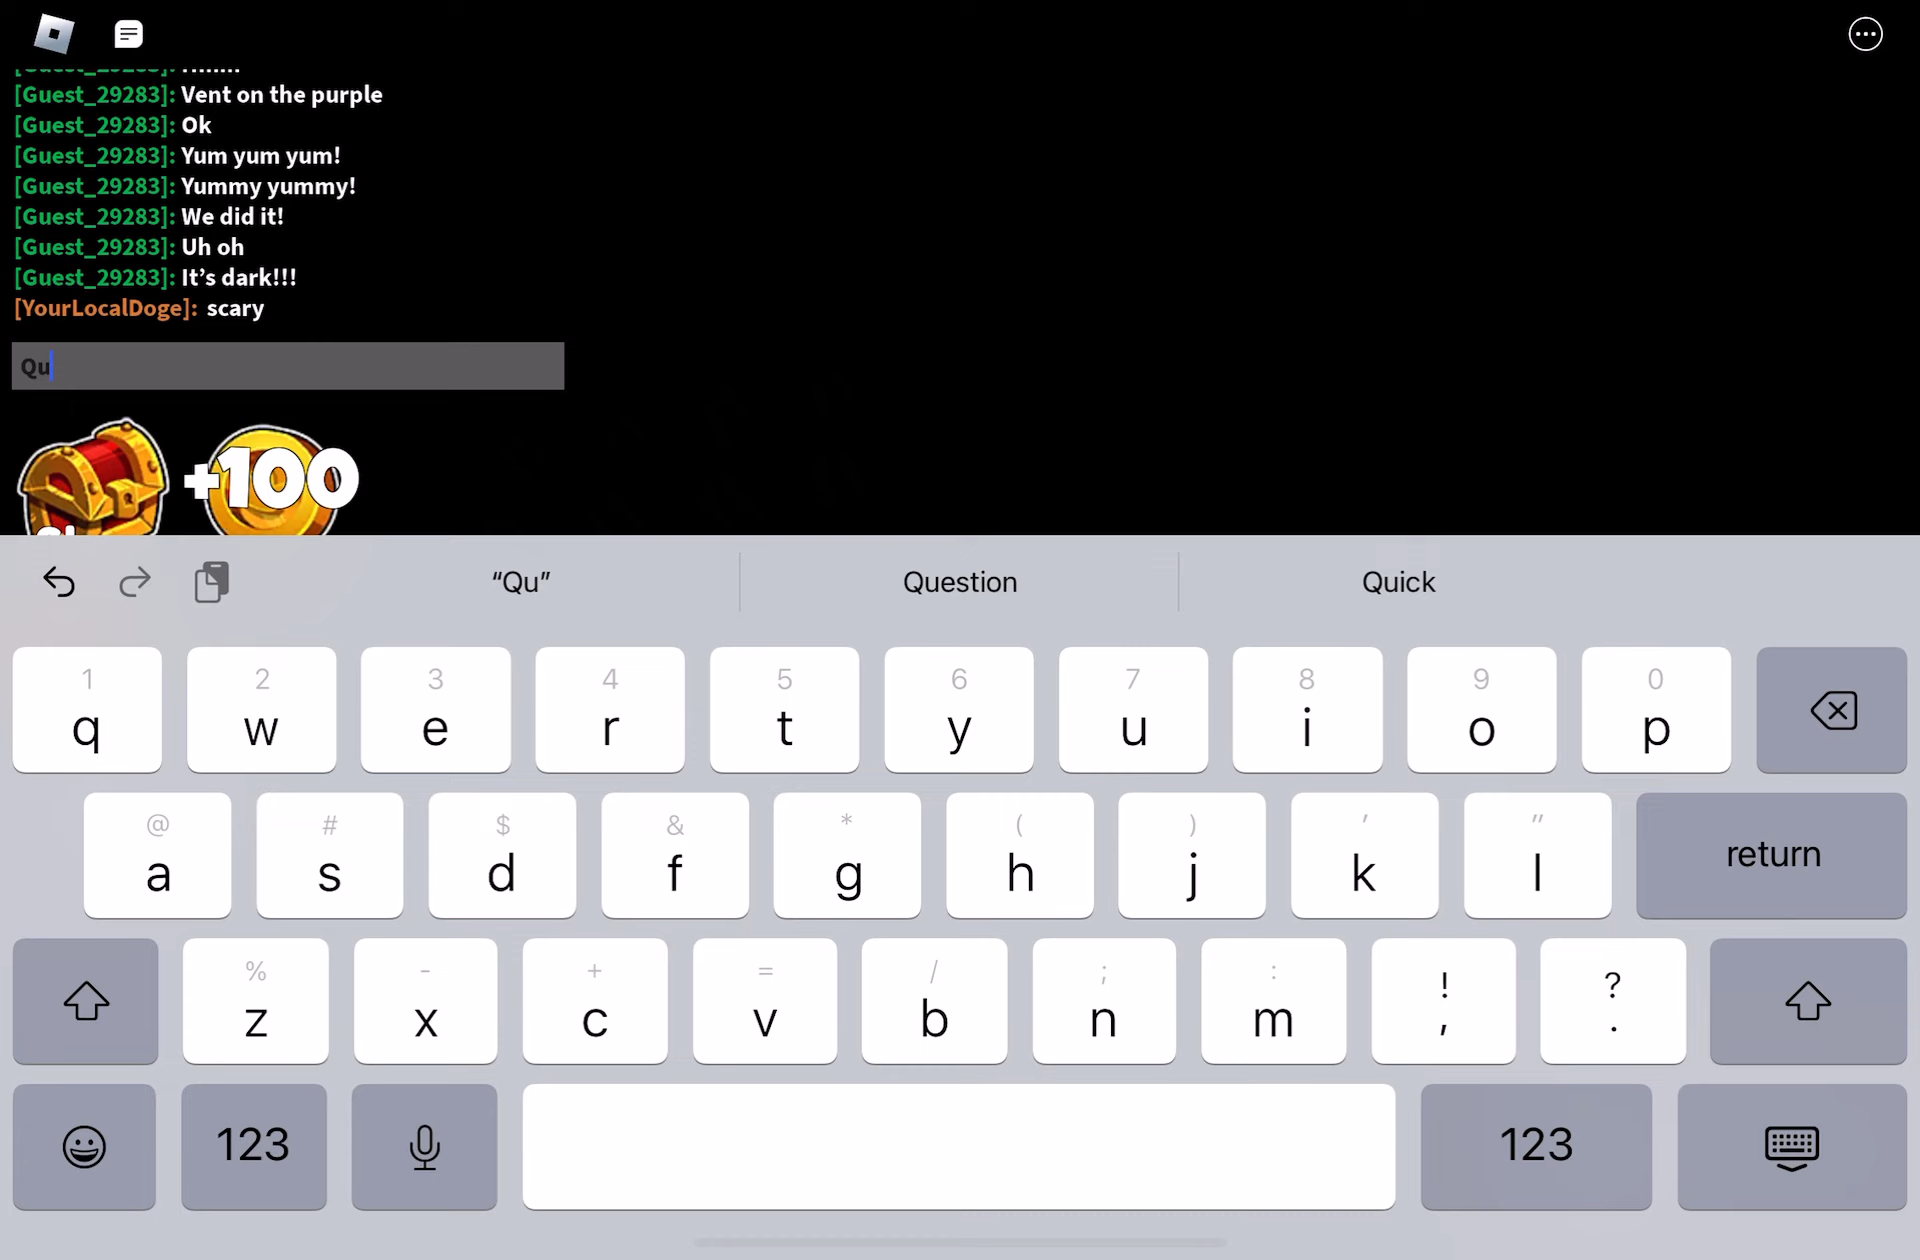 [Guest_29283]: Vent on the purple
[Guest_29283]: Ok
[Guest_29283]: Yum yum yum!
[Guest_29283]: Yummy yummy!
[Guest_29283]: We did it!
[Guest_29283]: Uh oh
[Guest_29283]: It’s dark!!!
[YourLocalDoge]: scary
Qu
+100
“Qu” Question Quick
1 2 3 4 5 6 7 8 9 0
q w e r t y u i o p
@ # $ & * ( ) ' "
a s d f g h j k l return
% - + = / ; : ! ?
z x c v b n m , .
123 123